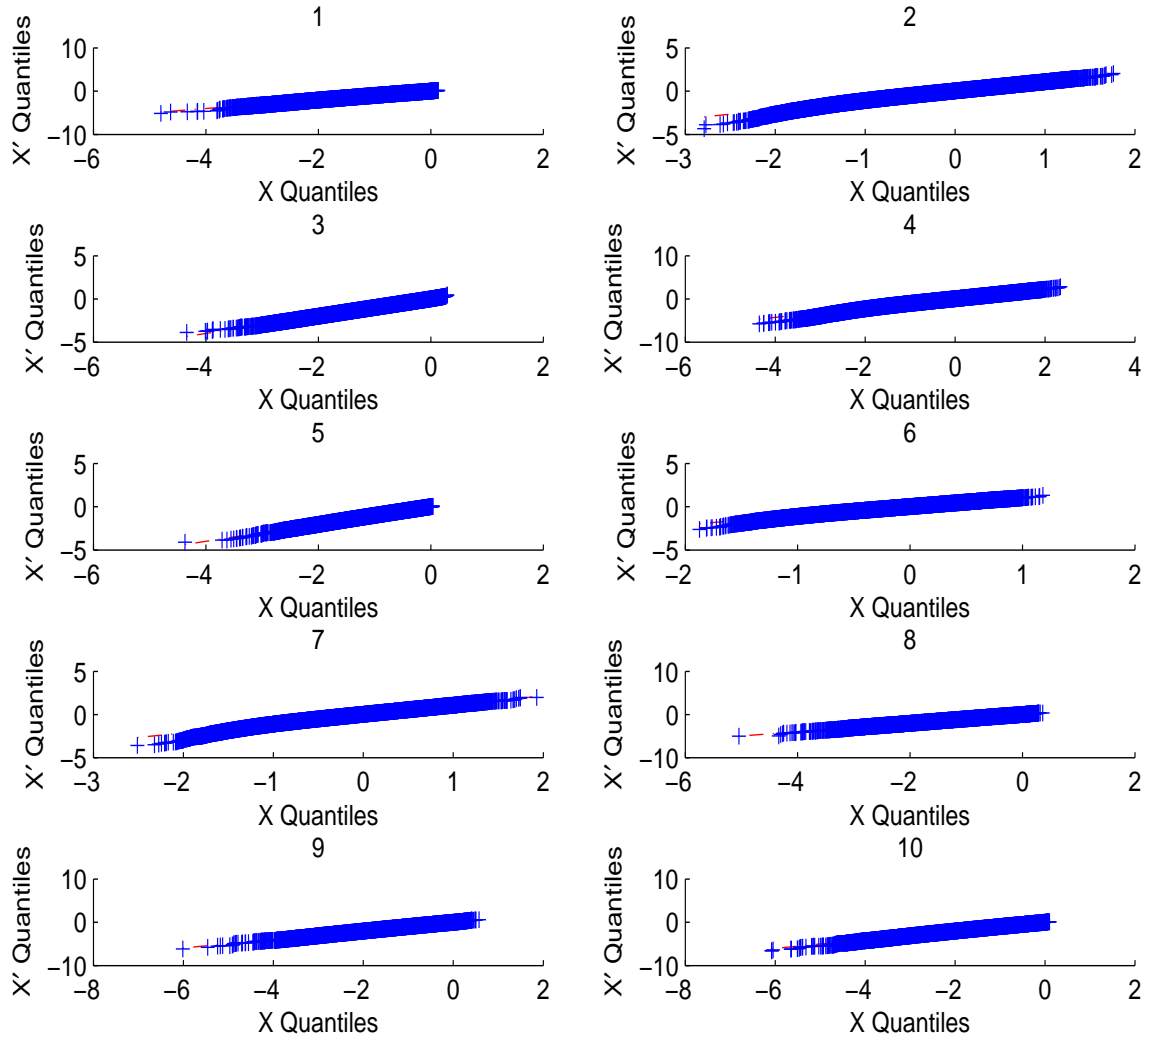 1
X′ Quantiles
10
0
−10
−6 −4 −2 0 2
X Quantiles
2
X′ Quantiles
5
0
−5
−3 −2 −1 0 1 2
X Quantiles
3
X′ Quantiles
5
0
−5
−6 −4 −2 0 2
X Quantiles
4
X′ Quantiles
10
0
−10
−6 −4 −2 0 2 4
X Quantiles
5
X′ Quantiles
5
0
−5
−6 −4 −2 0 2
X Quantiles
6
X′ Quantiles
5
0
−5
−2 −1 0 1 2
X Quantiles
7
X′ Quantiles
5
0
−5
−3 −2 −1 0 1 2
X Quantiles
8
X′ Quantiles
10
0
−10
−6 −4 −2 0 2
X Quantiles
9
X′ Quantiles
10
0
−10
−8 −6 −4 −2 0 2
X Quantiles
10
X′ Quantiles
10
0
−10
−8 −6 −4 −2 0 2
X Quantiles